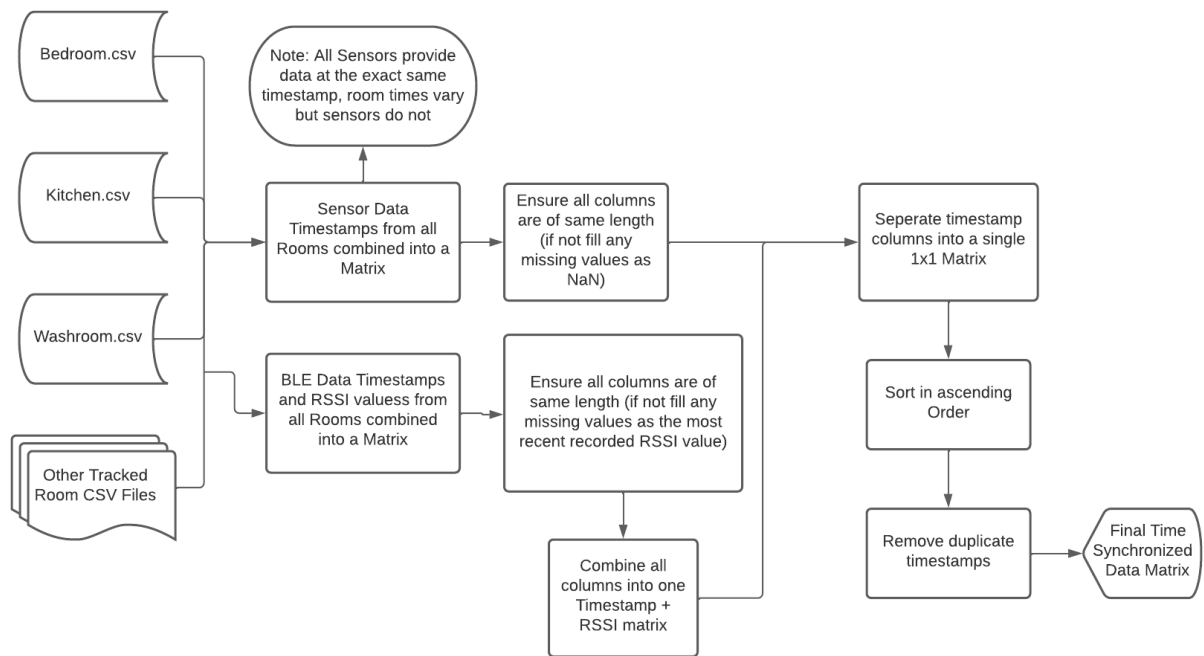 Bedroom.csv
Note: All Sensors provide
data at the exact same
timestamp, room times vary
but sensors do not
Kitchen.csv
Sensor Data
Timestamps from all
Rooms combined into a
Matrix
Ensure all columns
are of same length
(if not fill any
missing values as
NaN)
Seperate timestamp
columns into a single
1x1 Matrix
Washroom.csv
BLE Data Timestamps
and RSSI valuess from
all Rooms combined
into a Matrix
Ensure all columns are of
same length (if not fill any
missing values as the most
recent recorded RSSI value)
Sort in ascending
Order
Other Tracked
Room CSV Files
Combine all
columns into one
Timestamp +
RSSI matrix
Remove duplicate
timestamps
Final Time
Synchronized
Data Matrix